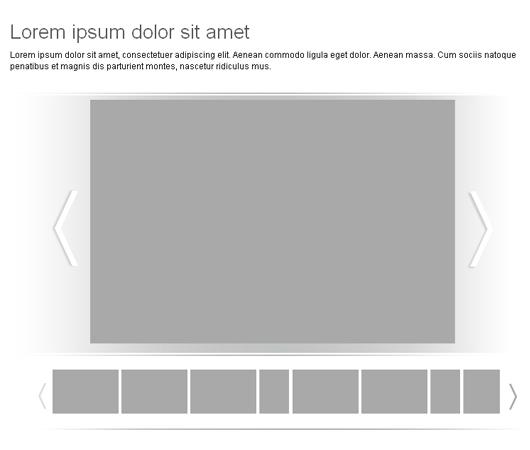 Lorem ipsum dolor sit amet
Lorem ipsum dolor sit amet, consectetuer adipiscing elit. Aenean commodo ligula eget dolor. Aenean massa. Cum sociis natoque
penatibus et magnis dis parturient montes, nascetur ridiculus mus.